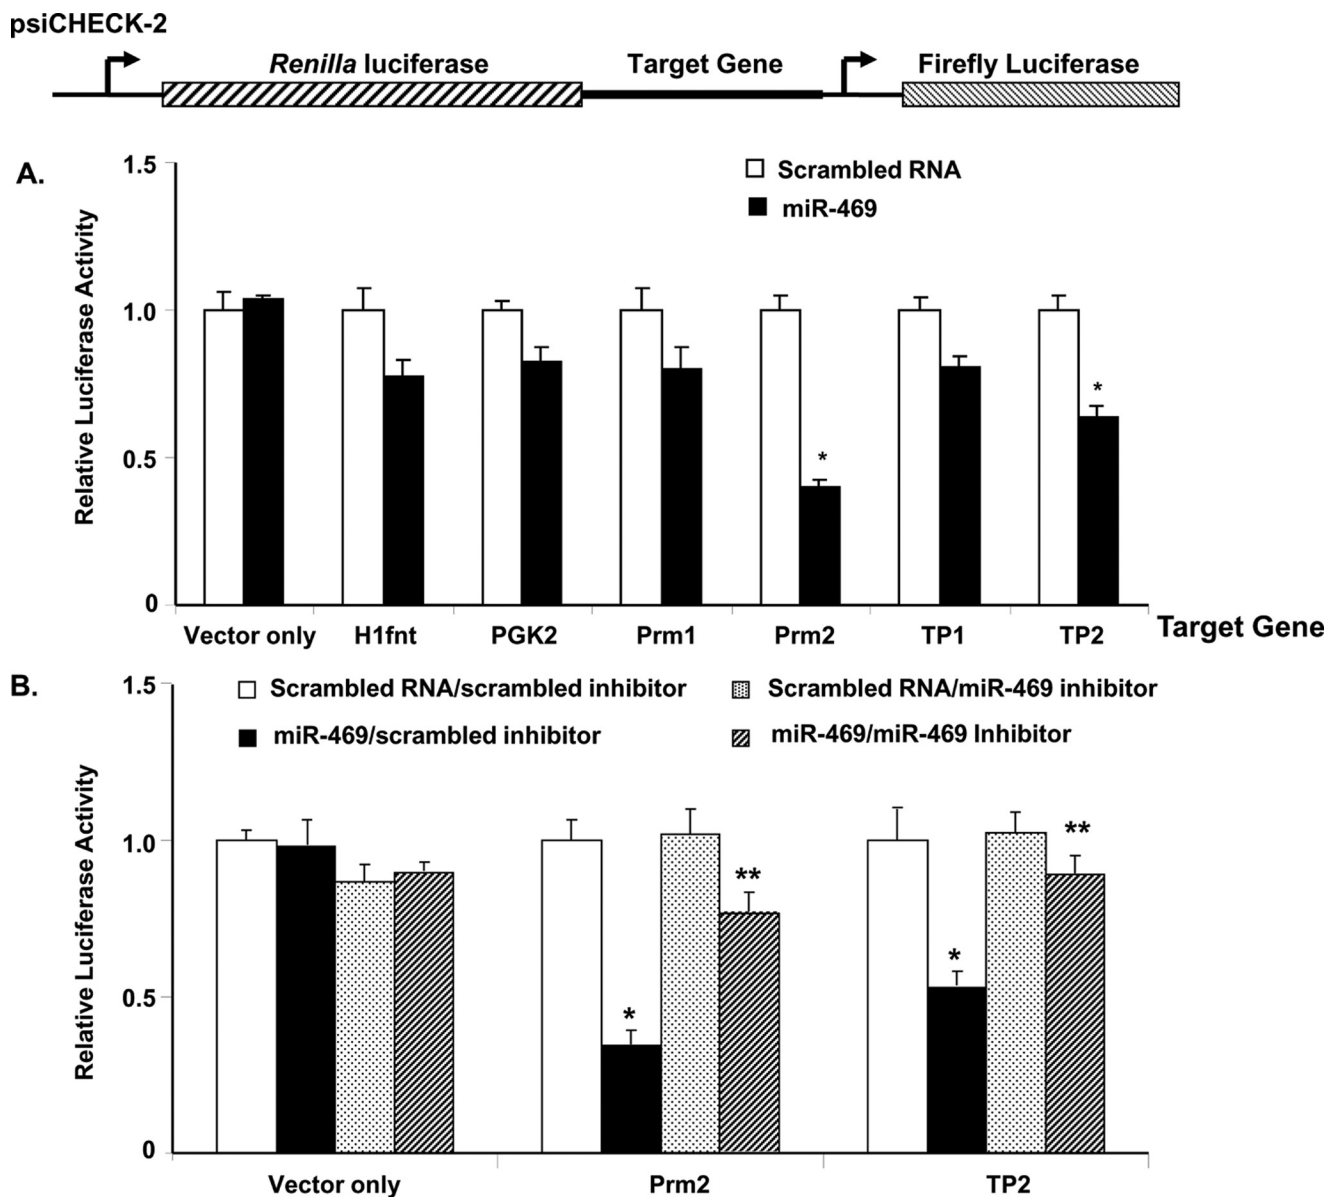 psiCHECK-2
Renilla luciferase Target Gene Firefly Luciferase
A.
1.5
1.0
0.5
0
Relative Luciferase Activity
Scrambled RNA
miR-469
*
*
Vector only H1fnt PGK2 Prm1 Prm2 TP1 TP2
Target Gene
B.
1.5
1.0
0.5
0
Relative Luciferase Activity
Scrambled RNA/scrambled inhibitor
miR-469/scrambled inhibitor
Scrambled RNA/miR-469 inhibitor
miR-469/miR-469 Inhibitor
*
**
*
**
Vector only Prm2 TP2